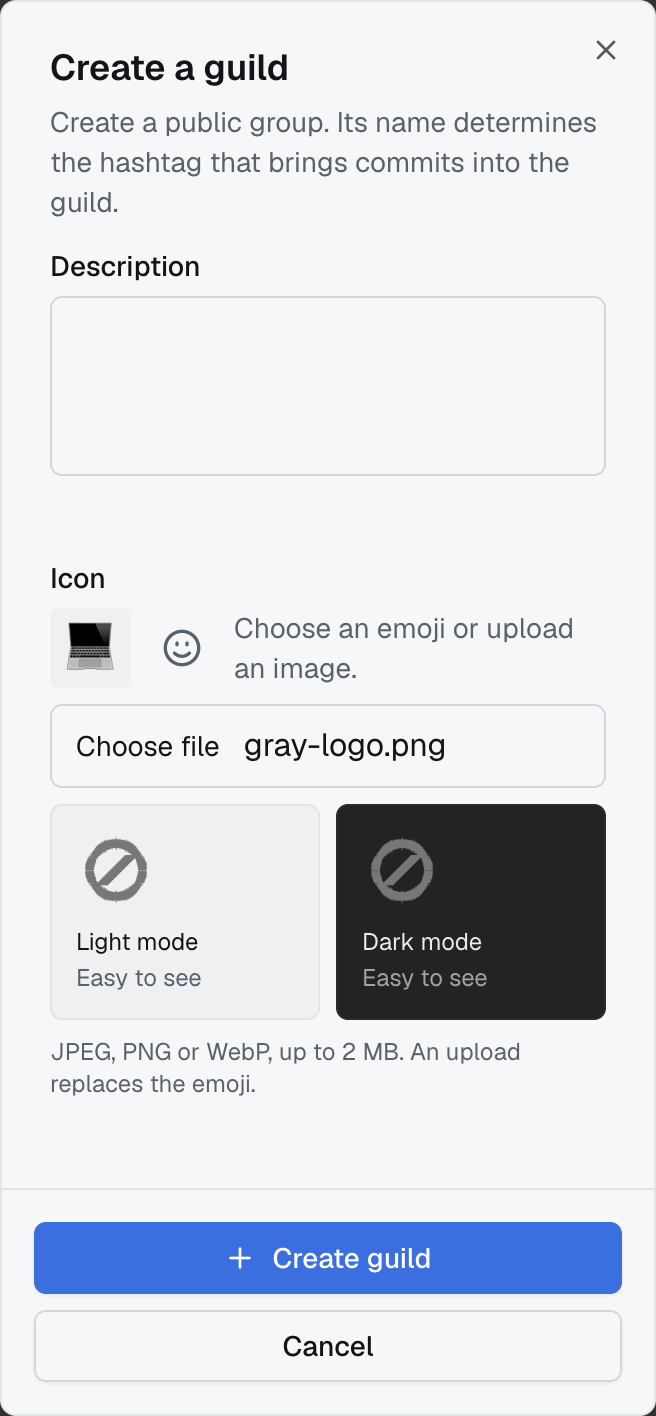 Create a guild
Create a public group. Its name determines
the hashtag that brings commits into the
guild.
Description
Icon
Choose an emoji or upload
an image.
Choose file gray-logo.png
Light mode
Easy to see
Dark mode
Easy to see
JPEG, PNG or WebP, up to 2 MB. An upload
replaces the emoji.
Create guild
Cancel